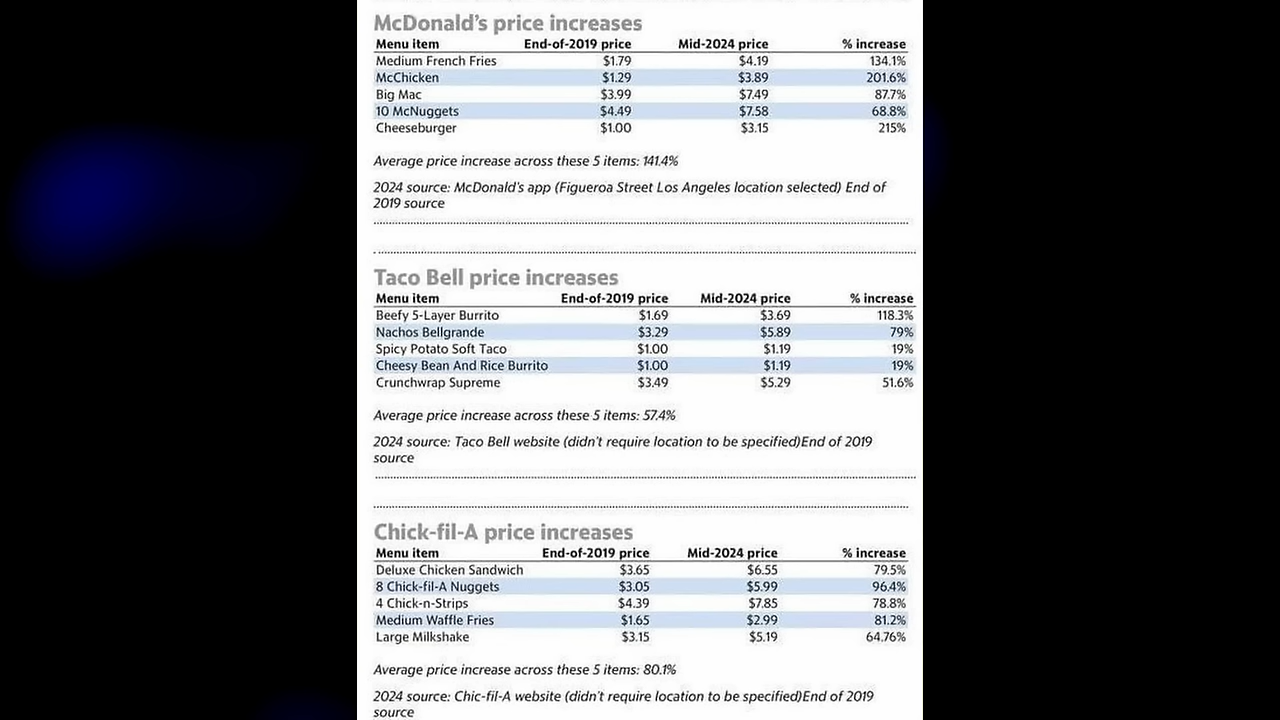 McDonald's price increases
Menu item End-of-2019 price Mid-2024 price % increase
Medium French Fries $1.79 $4.19 134.1%
McChicken $1.29 $3.89 201.6%
Big Mac $3.99 $7.49 87.7%
10 McNuggets $4.49 $7.58 68.8%
Cheeseburger $1.00 $3.15 215%
Average price increase across these 5 items: 141.4%
2024 source: McDonald's app (Figueroa Street Los Angeles location selected) End of
2019 source
Taco Bell price increases
Menu item End-of-2019 price Mid-2024 price % increase
Beefy 5-Layer Burrito $1.69 $3.69 118.3%
Nachos Bellgrande $3.29 $5.89 79%
Spicy Potato Soft Taco $1.00 $1.19 19%
Cheesy Bean And Rice Burrito $1.00 $1.19 19%
Crunchwrap Supreme $3.49 $5.29 51.6%
Average price increase across these 5 items: 57.4%
2024 source: Taco Bell website (didn't require location to be specified)End of 2019
source
Chick-fil-A price increases
Menu item End-of-2019 price Mid-2024 price % increase
Deluxe Chicken Sandwich $3.65 $6.55 79.5%
8 Chick-fil-A Nuggets $3.05 $5.99 96.4%
4 Chick-n-Strips $4.39 $7.85 78.8%
Medium Waffle Fries $1.65 $2.99 81.2%
Large Milkshake $3.15 $5.19 64.76%
Average price increase across these 5 items: 80.1%
2024 source: Chic-fil-A website (didn't require location to be specified)End of 2019
source